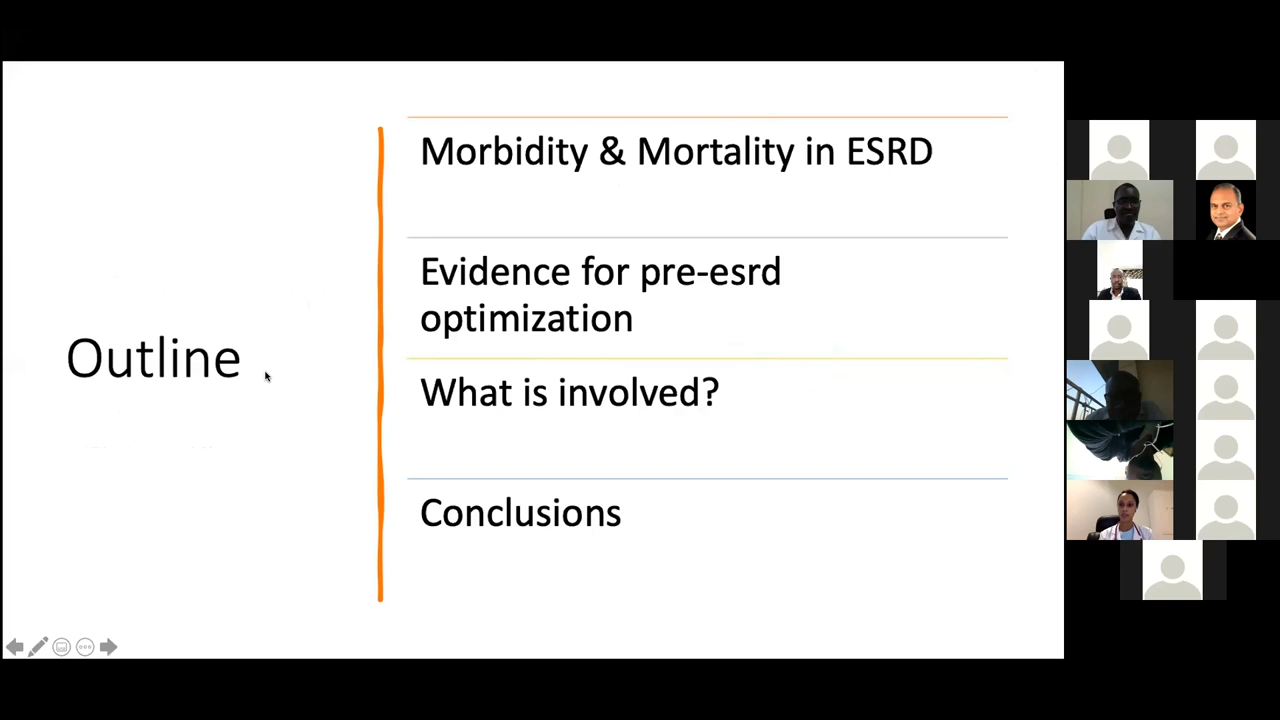 Outline
Morbidity & Mortality in ESRD
Evidence for pre-esrd
optimization
What is involved?
Conclusions